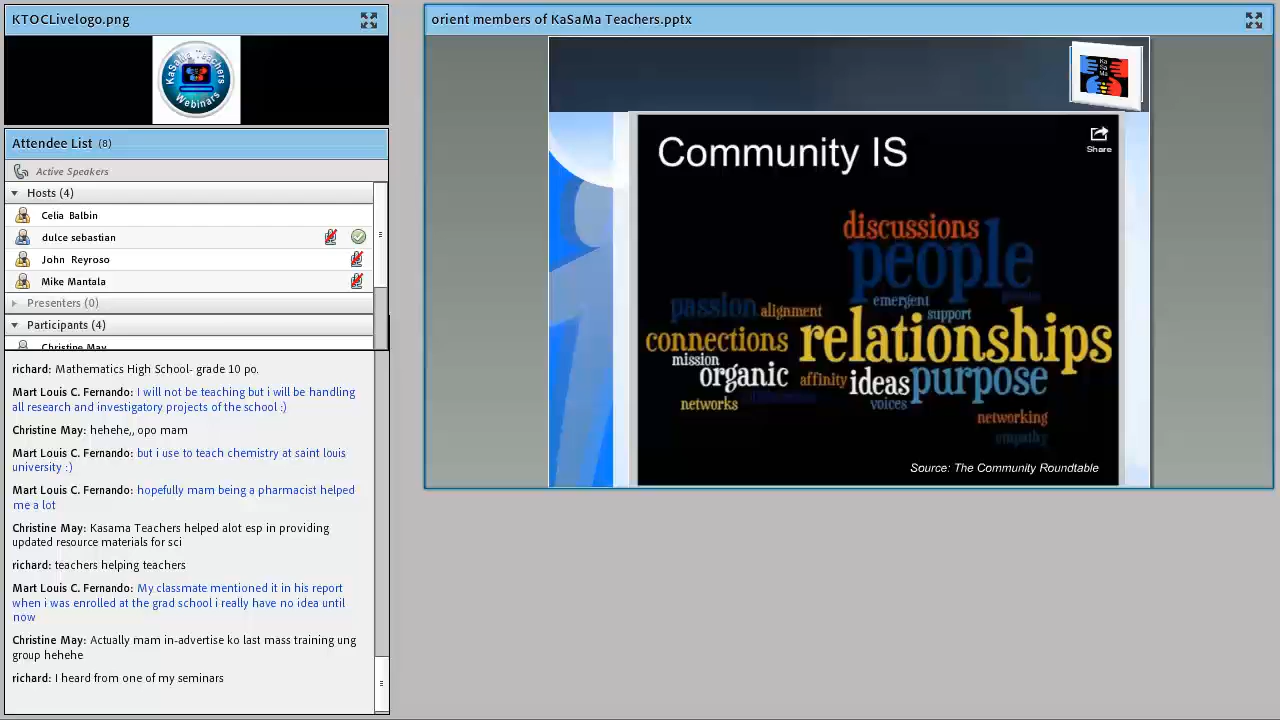 KTOCLivelogo.png
KaSaMa Teachers
Webinars
Attendee List (8)
Active Speakers
Hosts (4)
Celia Balbin
dulce sebastian
John Reyroso
Mike Mantala
Presenters (0)
Participants (4)
Christine May
richard: Mathematics High School- grade 10 po.
Mart Louis C. Fernando: I will not be teaching but i will be handling
all research and investigatory projects of the school :)
Christine May: hehehe,, opo mam
Mart Louis C. Fernando: but i use to teach chemistry at saint louis
university :)
Mart Louis C. Fernando: hopefully mam being a pharmacist helped
me a lot
Christine May: Kasama Teachers helped alot esp in providing
updated resource materials for sci
richard: teachers helping teachers
Mart Louis C. Fernando: My classmate mentioned it in his report
when i was enrolled at the grad school i really have no idea until
now
Christine May: Actually mam in-advertise ko last mass training ung
group hehehe
richard: I heard from one of my seminars
orient members of KaSaMa Teachers.pptx
Community IS
Share
discussions
people
emergent
passion alignment
support
connections relationships
mission
organic affinity ideas purpose
networks voices
networking
empathy
Source: The Community Roundtable